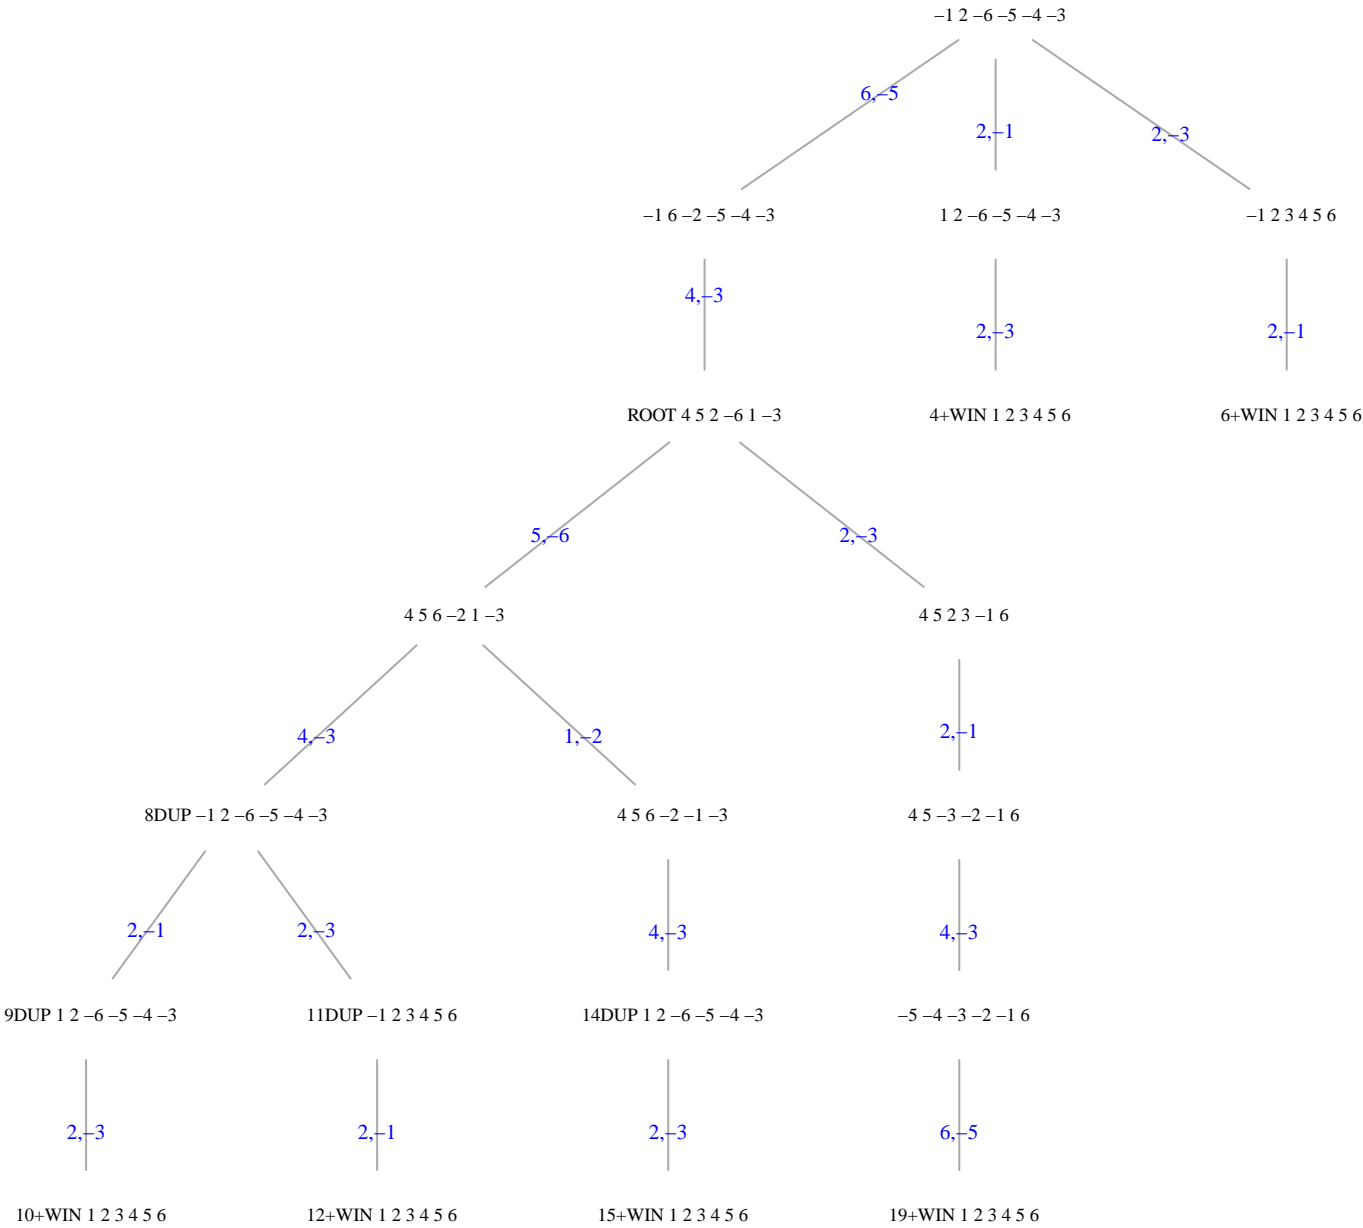 –1 2 –6 –5 –4 –3
6,–5
2,–1
2,–3
–1 6 –2 –5 –4 –3
1 2 –6 –5 –4 –3
–1 2 3 4 5 6
4,–3
2,–3
2,–1
ROOT 4 5 2 –6 1 –3
4+WIN 1 2 3 4 5 6
6+WIN 1 2 3 4 5 6
5,–6
2,–3
4 5 6 –2 1 –3
4 5 2 3 –1 6
4,–3
1,–2
2,–1
8DUP –1 2 –6 –5 –4 –3
4 5 6 –2 –1 –3
4 5 –3 –2 –1 6
2,–1
2,–3
4,–3
4,–3
9DUP 1 2 –6 –5 –4 –3
11DUP –1 2 3 4 5 6
14DUP 1 2 –6 –5 –4 –3
–5 –4 –3 –2 –1 6
2,–3
2,–1
2,–3
6,–5
10+WIN 1 2 3 4 5 6
12+WIN 1 2 3 4 5 6
15+WIN 1 2 3 4 5 6
19+WIN 1 2 3 4 5 6